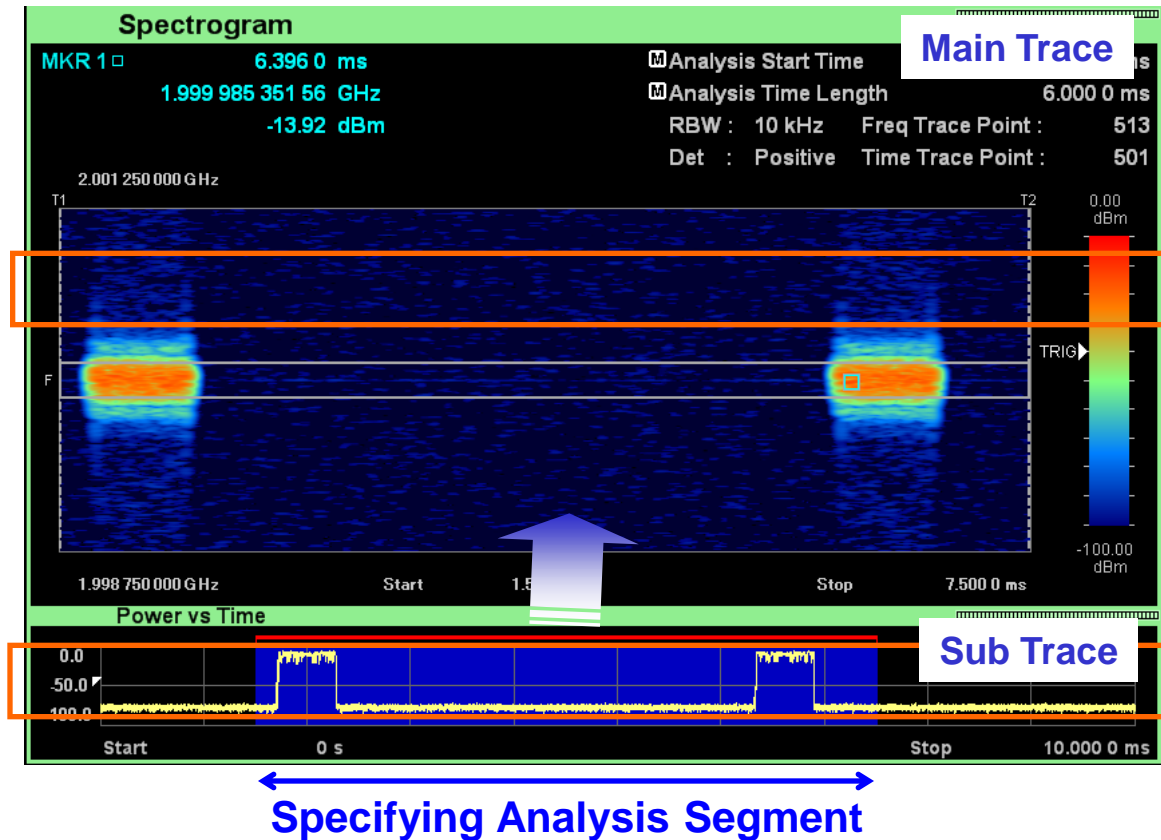 Spectrogram
Main Trace
MKR 1 6.396 0 ms
1.999 985 351 56 GHz
-13.92 dBm
M Analysis Start Time
M Analysis Time Length 6.000 0 ms
RBW : 10 kHz Freq Trace Point : 513
Det : Positive Time Trace Point : 501
2.001 250 000 GHz
T1
T2
0.00
dBm
F
TRIG
-100.00
dBm
1.998 750 000 GHz Start 1.5 Stop 7.500 0 ms
Power vs Time
Sub Trace
0.0
-50.0
-100.0
Start 0 s Stop 10.000 0 ms
Specifying Analysis Segment